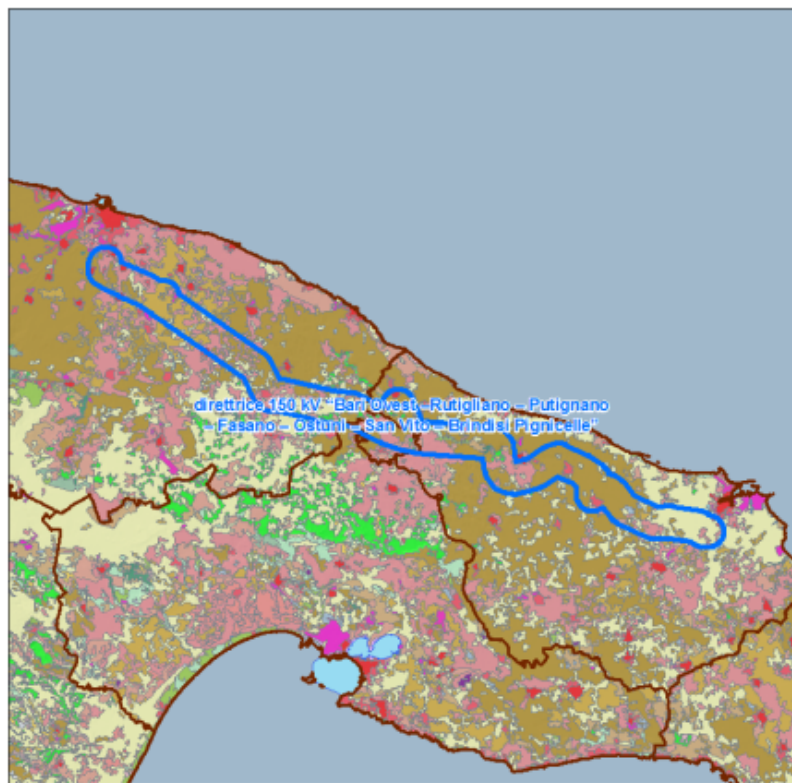 direttrice 150 kV "Bari Ovest -Rutigliano – Putignano
– Fasano – Ostuni – San Vito – Brindisi Pignicelle"